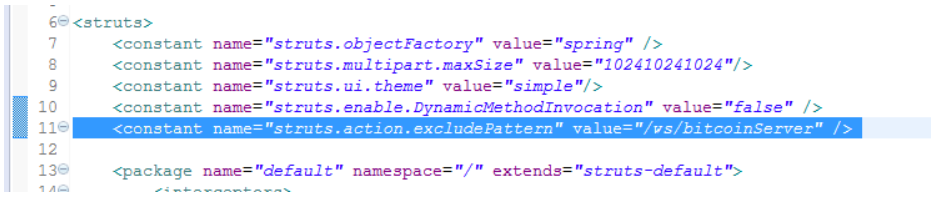 6 <struts>
7 <constant name="struts.objectFactory" value="spring" />
8 <constant name="struts.multipart.maxSize" value="102410241024"/>
9 <constant name="struts.ui.theme" value="simple"/>
10 <constant name="struts.enable.DynamicMethodInvocation" value="false" />
11 <constant name="struts.action.excludePattern" value="/ws/bitcoinServer" />
12
13 <package name="default" namespace="/" extends="struts-default">
14 <interceptors>